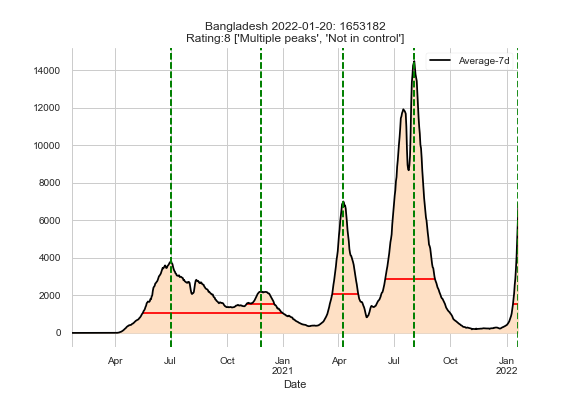 Bangladesh 2022-01-20: 1653182
Rating:8 ['Multiple peaks', 'Not in control']
Average-7d
14000
12000
10000
8000
6000
4000
2000
0
Apr
Jul
Oct
Jan
2021
Apr
Jul
Oct
Jan
2022
Date